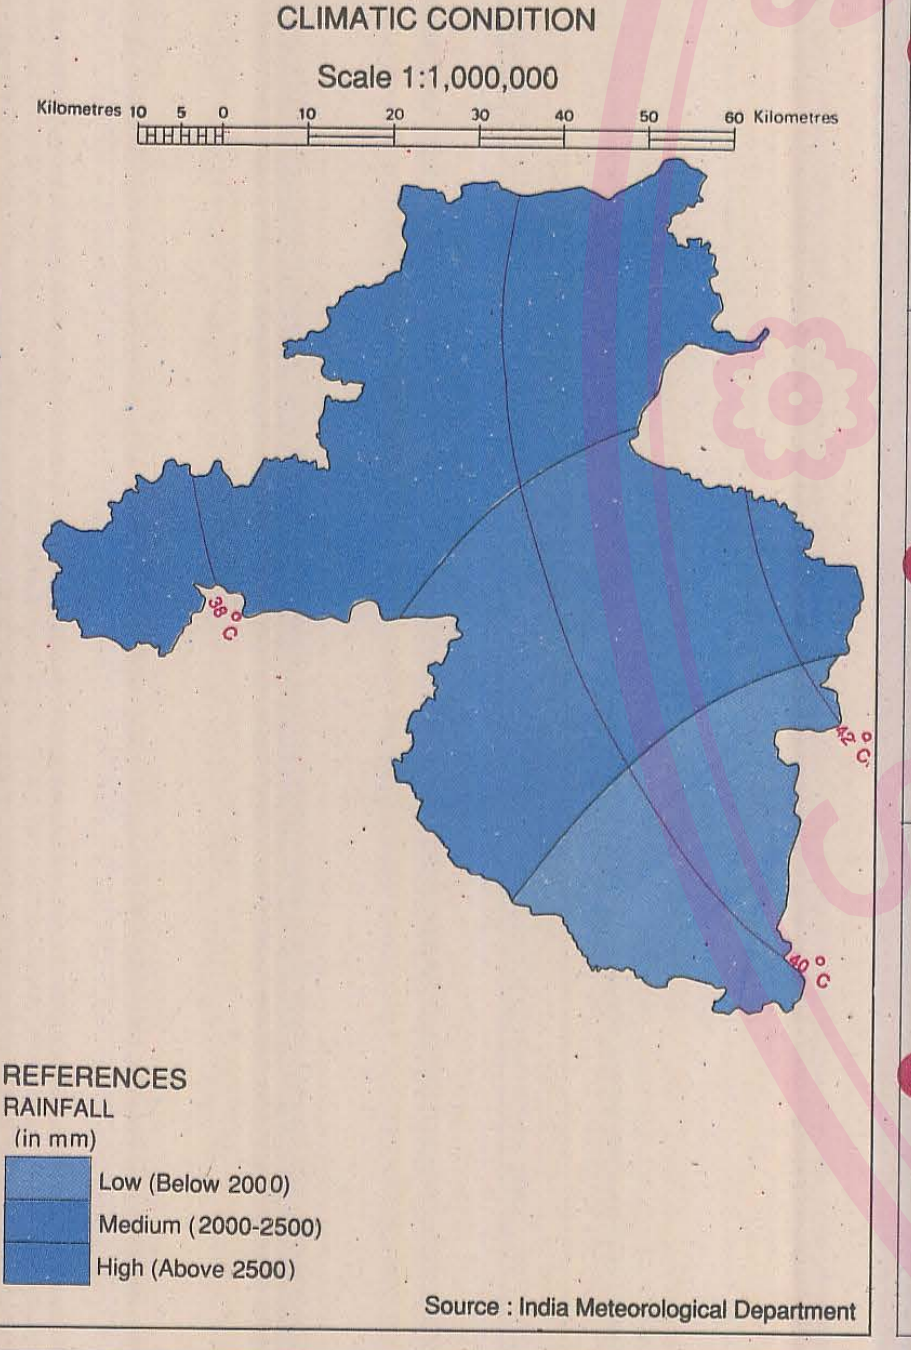 CLIMATIC CONDITION
Scale 1:1,000,000
Kilometres 10 5 0 10 20 30 40 50 60 Kilometres
38°C
42°C
40°C
REFERENCES
RAINFALL
(in mm)
Low (Below 2000)
Medium (2000-2500)
High (Above 2500)
Source : India Meteorological Department